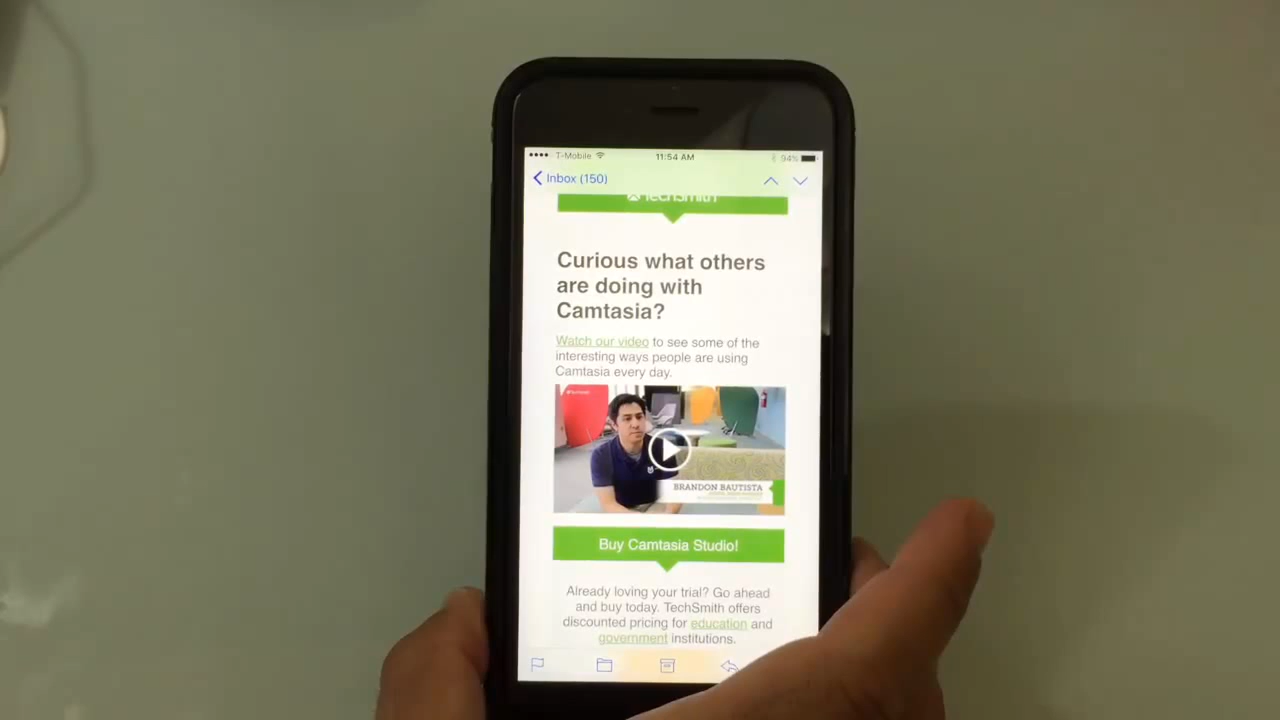 T-Mobile
11:54 AM
94%
Inbox (150)
TechSmith
Curious what others
are doing with
Camtasia?
Watch our video to see some of the
interesting ways people are using
Camtasia every day.
BRANDON BAUTISTA
Buy Camtasia Studio!
Already loving your trial? Go ahead
and buy today. TechSmith offers
discounted pricing for education and
government institutions.